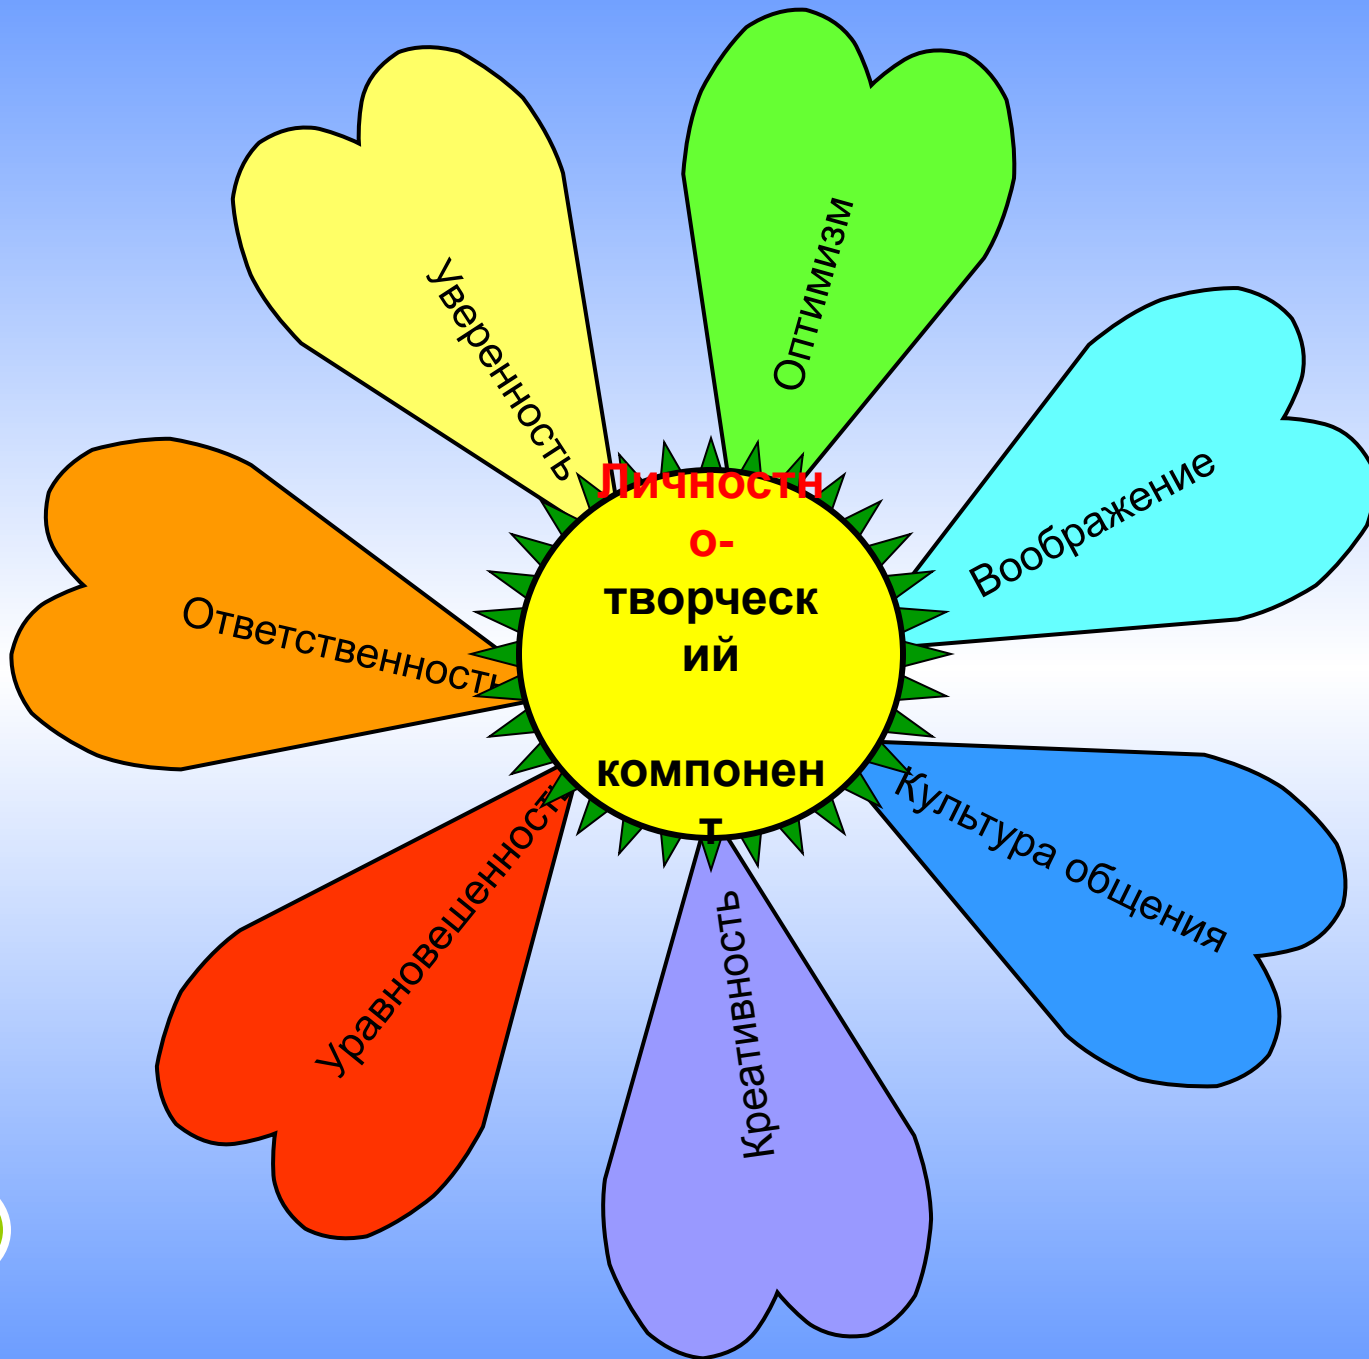 Личностн
о-
творческ
ий
компонен
т
Оптимизм
Воображение
Культура общения
Креативность
Уравновешенность
Ответственность
Уверенность